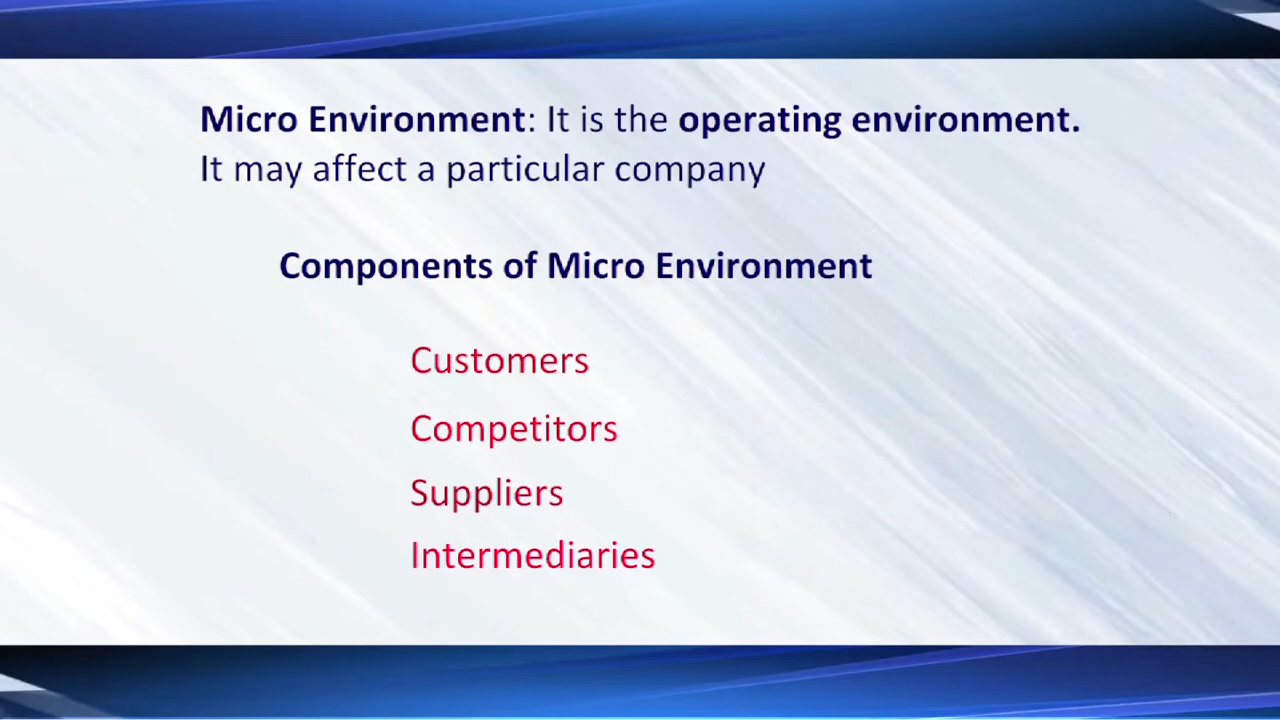 Micro Environment: It is the operating environment.
It may affect a particular company
Components of Micro Environment
Customers
Competitors
Suppliers
Intermediaries